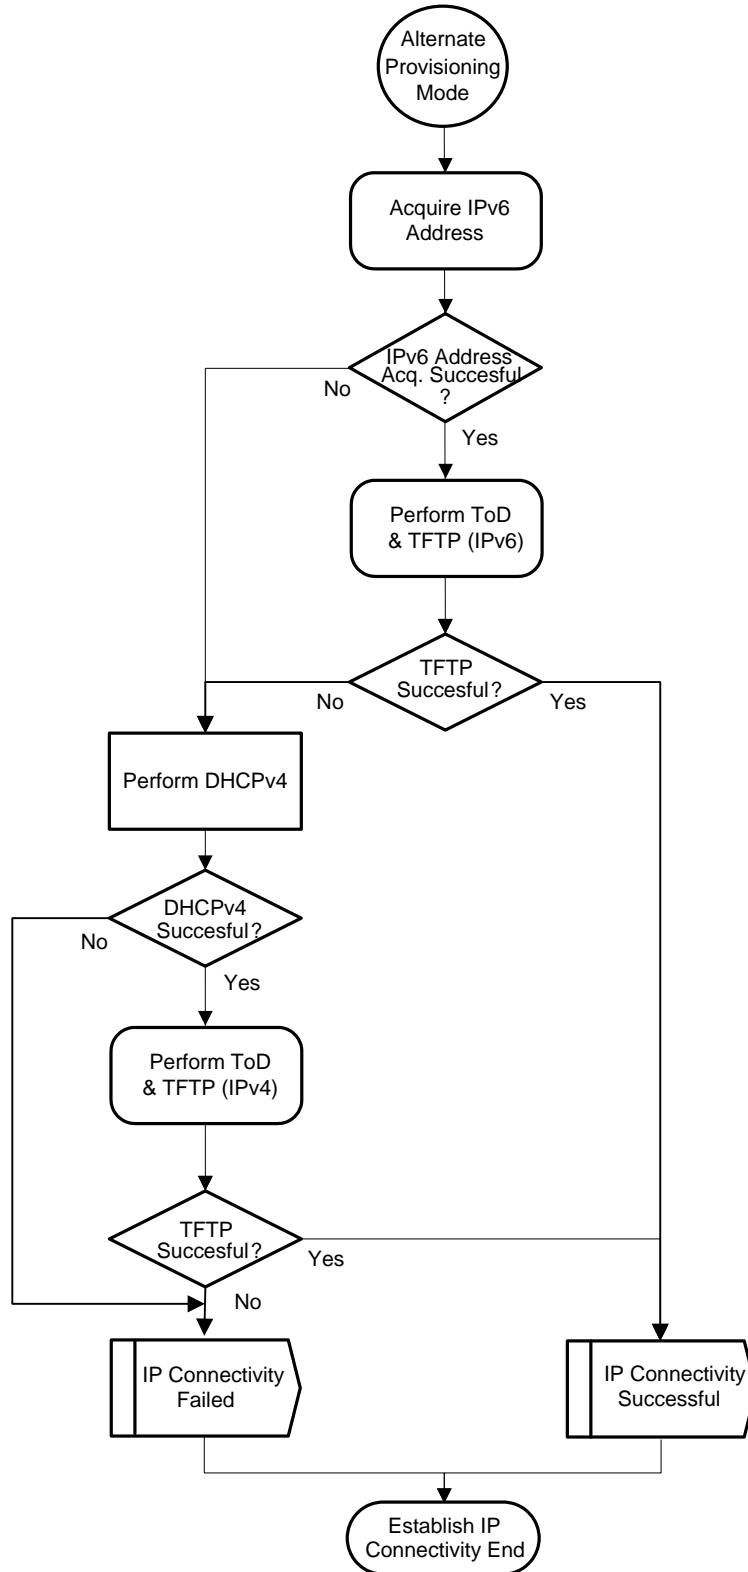 Alternate
Provisioning
Mode
Acquire IPv6
Address
IPv6 Address
Acq. Succesful
?
No
Yes
Perform ToD
& TFTP (IPv6)
TFTP
Succesful?
No
Yes
Perform DHCPv4
DHCPv4
Succesful?
No
Yes
Perform ToD
& TFTP (IPv4)
TFTP
Succesful?
Yes
No
IP Connectivity
Failed
IP Connectivity
Successful
Establish IP
Connectivity End